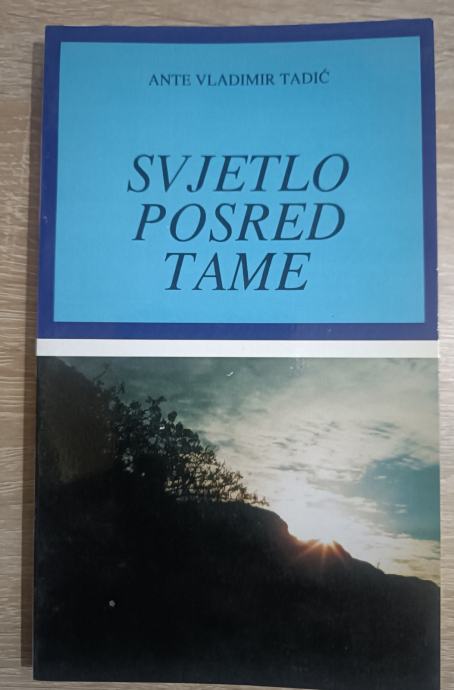 ANTE VLADIMIR TADIĆ
SVJETLO
POSRED
TAME